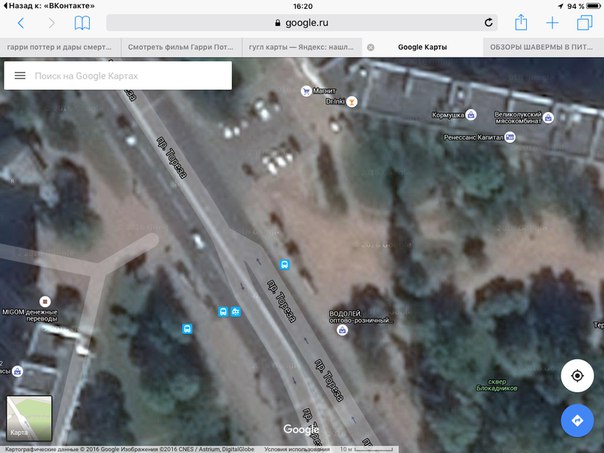 Назад к: «ВКонтакте»
16:20
94 %
google.ru
гарри поттер и дары смерт...
Смотреть фильм Гарри Пот...
гугл карты — Яндекс: нашл...
Google Карты
ОБЗОРЫ ШАВЕРМЫ В ПИТ...
Поиск на Google Картах
Магнит
Drinki
Кормушка
Великолукский
мясокомбинат
Ренессанс Капитал
пр. Тореза
пр. Тореза
MIGOM денежные
переводы
ВОДОЛЕЙ,
оптово-розничный...
пр. Тореза
сквер
Блокадников
Карта
Google
Картографические данные © 2016 Google Изображения ©2016 CNES / Astrium, DigitalGlobe
Условия использования
10 м